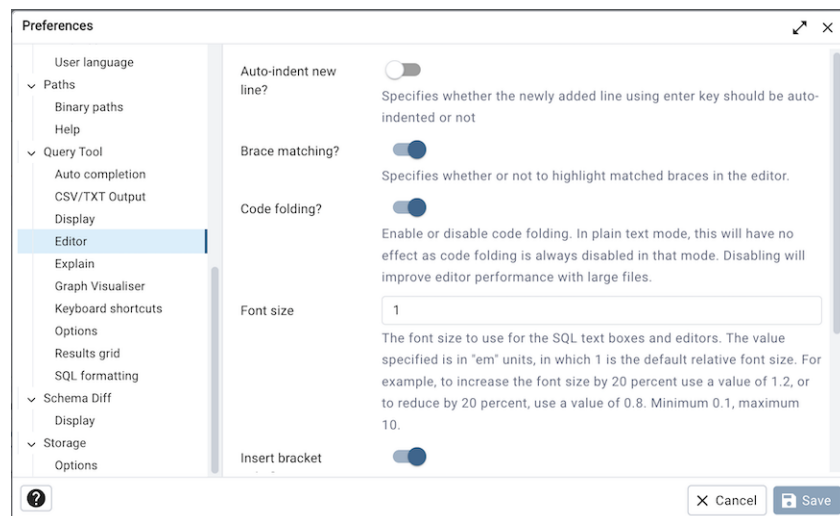 Preferences
User language
Paths
Binary paths
Help
Query Tool
Auto completion
CSV/TXT Output
Display
Editor
Explain
Graph Visualiser
Keyboard shortcuts
Options
Results grid
SQL formatting
Schema Diff
Display
Storage
Options
Auto-indent new
line?
Specifies whether the newly added line using enter key should be auto-
indented or not
Brace matching?
Specifies whether or not to highlight matched braces in the editor.
Code folding?
Enable or disable code folding. In plain text mode, this will have no
effect as code folding is always disabled in that mode. Disabling will
improve editor performance with large files.
Font size
1
The font size to use for the SQL text boxes and editors. The value
specified is in "em" units, in which 1 is the default relative font size. For
example, to increase the font size by 20 percent use a value of 1.2, or
to reduce by 20 percent, use a value of 0.8. Minimum 0.1, maximum
10.
Insert bracket
?
Cancel
Save